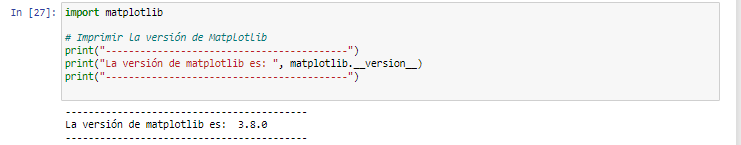 In [27]: import matplotlib
# Imprimir la versión de MatplotLib
print("-----------------------------------------")
print("La versión de matplotlib es: ", matplotlib.__version__)
print("-----------------------------------------")
-----------------------------------------
La versión de matplotlib es:  3.8.0
-----------------------------------------